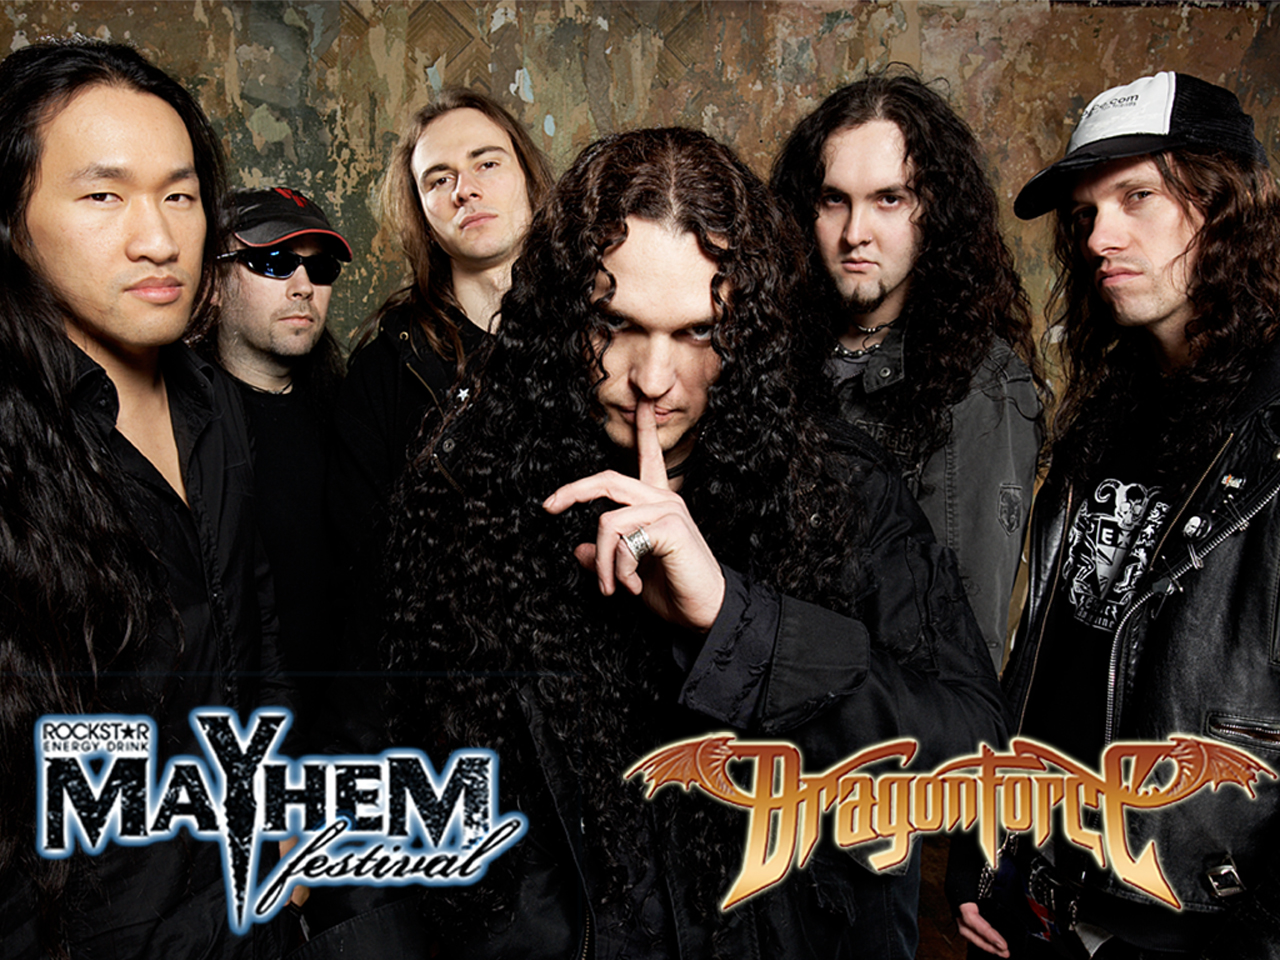 ROCKSTAR
ENERGY DRINK
MAYHEM
festival
DragonForce